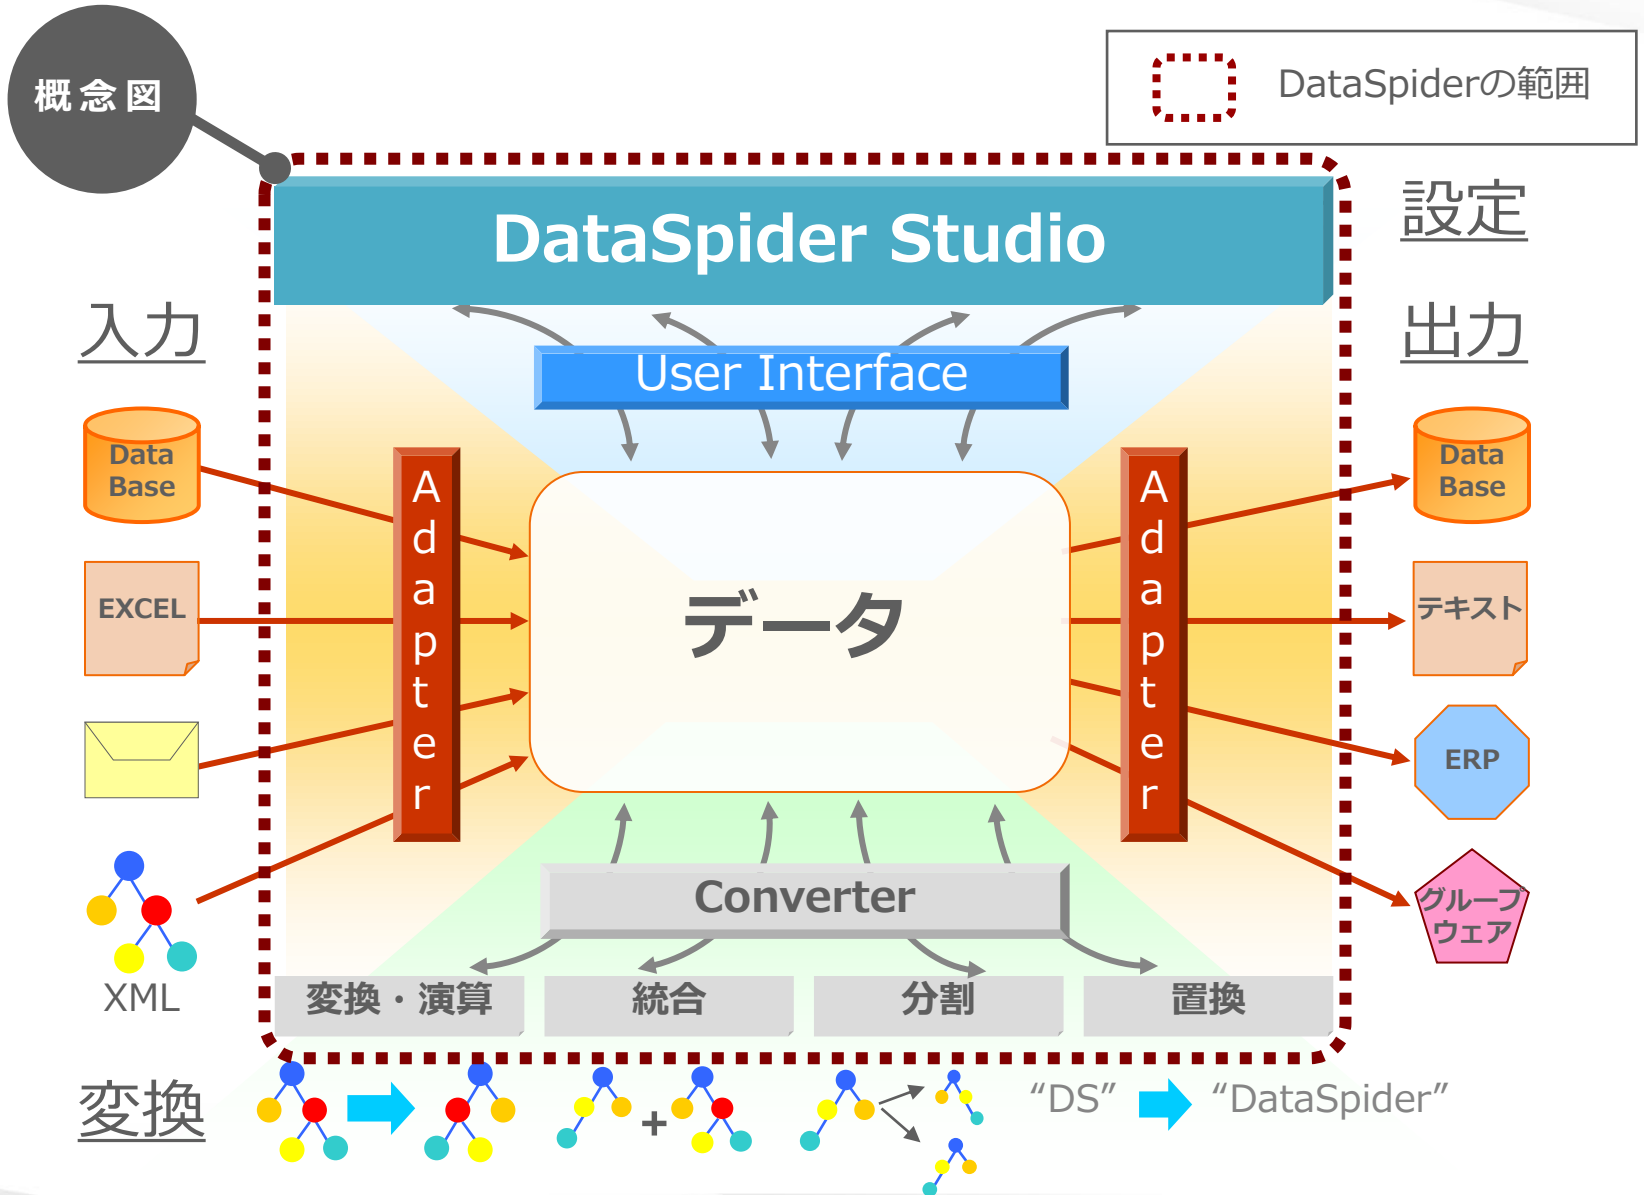 概念図
DataSpiderの範囲
DataSpider Studio
設定
入力
出力
User Interface
Data
Base
EXCEL
XML
Adapter
データ
Adapter
Data
Base
テキスト
ERP
グループ
ウェア
Converter
変換・演算
統合
分割
置換
変換
+
“DS”
“DataSpider”